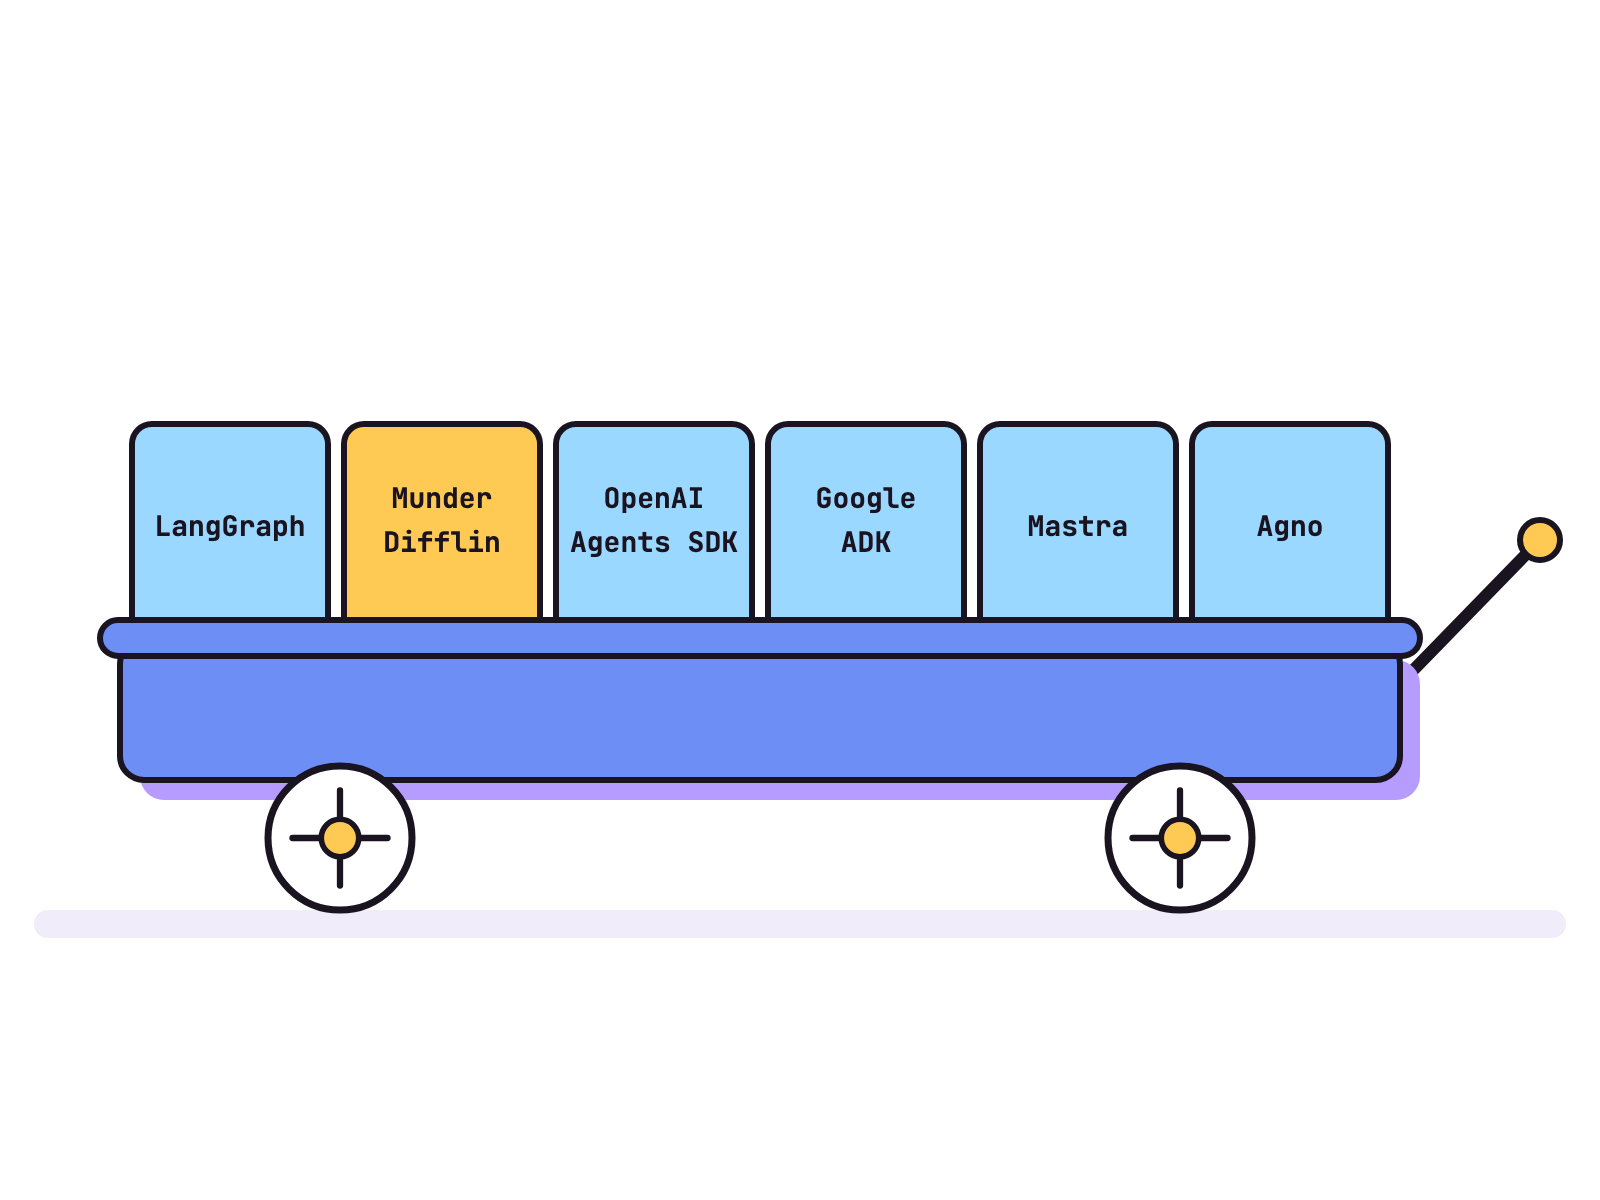 LangGraph
Munder
Difflin
OpenAI
Agents SDK
Google
ADK
Mastra
Agno